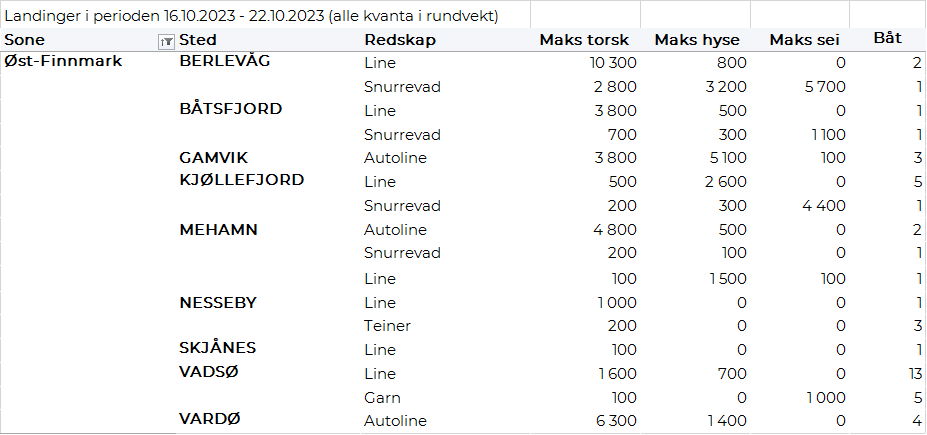 Landinger i perioden 16.10.2023 - 22.10.2023 (alle kvanta i rundvekt)
Sone Sted Redskap Maks torsk Maks hyse Maks sei Båt
Øst-Finnmark BERLEVÅG Line 10 300 800 0 2
Snurrevad 2 800 3 200 5 700 1
BÅTSFJORD Line 3 800 500 0 1
Snurrevad 700 300 1 100 1
GAMVIK Autoline 3 800 5 100 100 3
KJØLLEFJORD Line 500 2 600 0 5
Snurrevad 200 300 4 400 1
MEHAMN Autoline 4 800 500 0 2
Snurrevad 200 100 0 1
Line 100 1 500 100 1
NESSEBY Line 1 000 0 0 1
Teiner 200 0 0 3
SKJÅNES Line 100 0 0 1
VADSØ Line 1 600 700 0 13
Garn 100 0 1 000 5
VARDØ Autoline 6 300 1 400 0 4